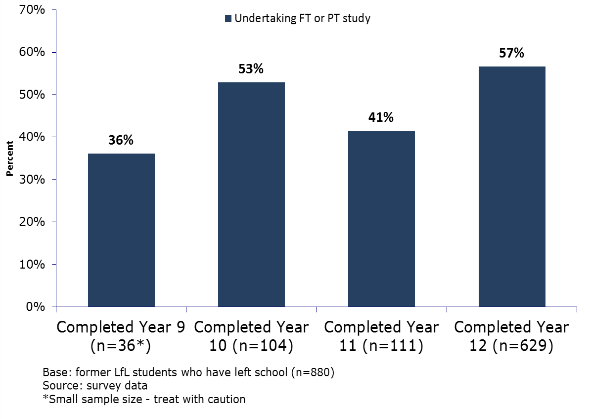 70%
Undertaking FT or PT study
60%
57%
53%
50%
41%
40%
36%
30%
20%
10%
0%
Percent
Completed Year 9
(n=36*)
Completed Year
10 (n=104)
Completed Year
11 (n=111)
Completed Year
12 (n=629)
Base: former LfL students who have left school (n=880)
Source: survey data
*Small sample size - treat with caution